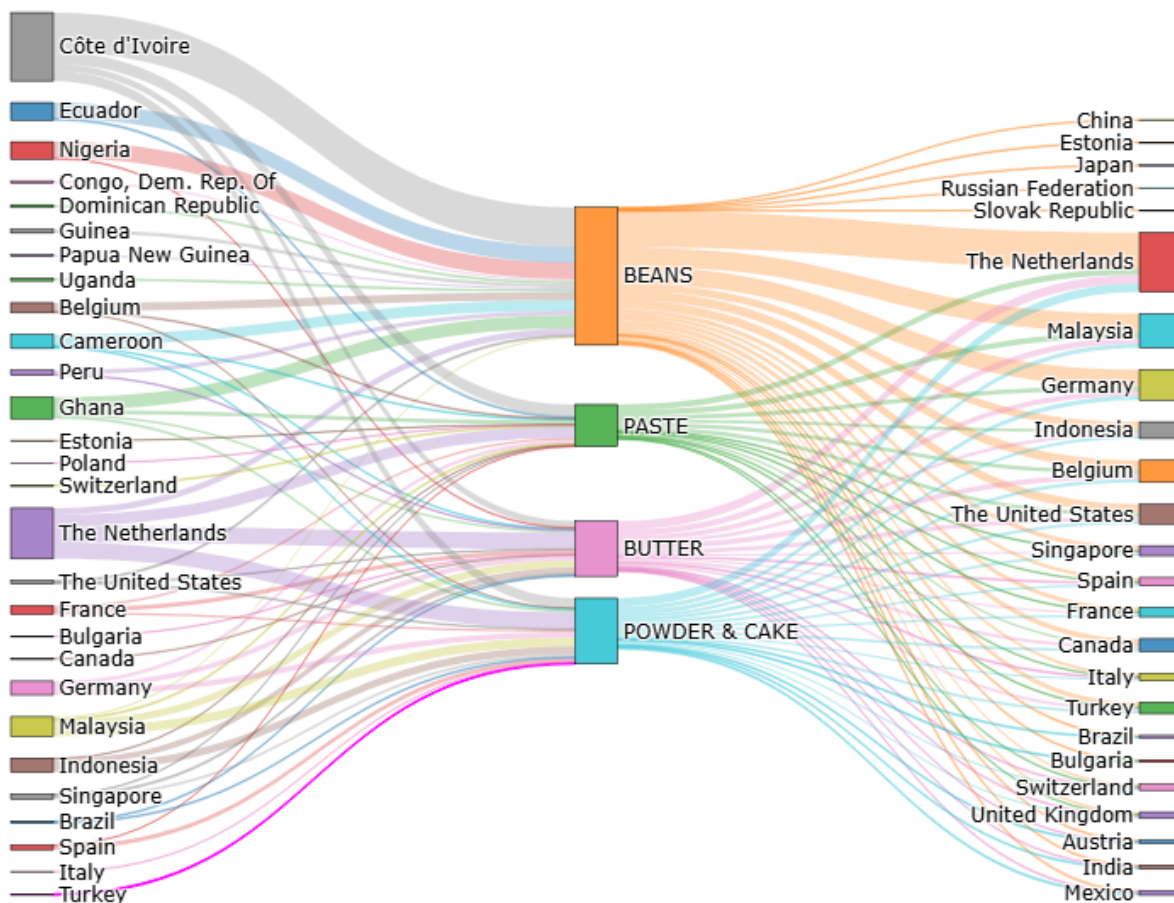 Côte d'Ivoire
Ecuador
Nigeria
Congo, Dem. Rep. Of
Dominican Republic
Guinea
Papua New Guinea
Uganda
Belgium
Cameroon
Peru
Ghana
Estonia
Poland
Switzerland
The Netherlands
The United States
France
Bulgaria
Canada
Germany
Malaysia
Indonesia
Singapore
Brazil
Spain
Italy
Turkey
BEANS
PASTE
BUTTER
POWDER & CAKE
China
Estonia
Japan
Russian Federation
Slovak Republic
The Netherlands
Malaysia
Germany
Indonesia
Belgium
The United States
Singapore
Spain
France
Canada
Italy
Turkey
Brazil
Bulgaria
Switzerland
United Kingdom
Austria
India
Mexico